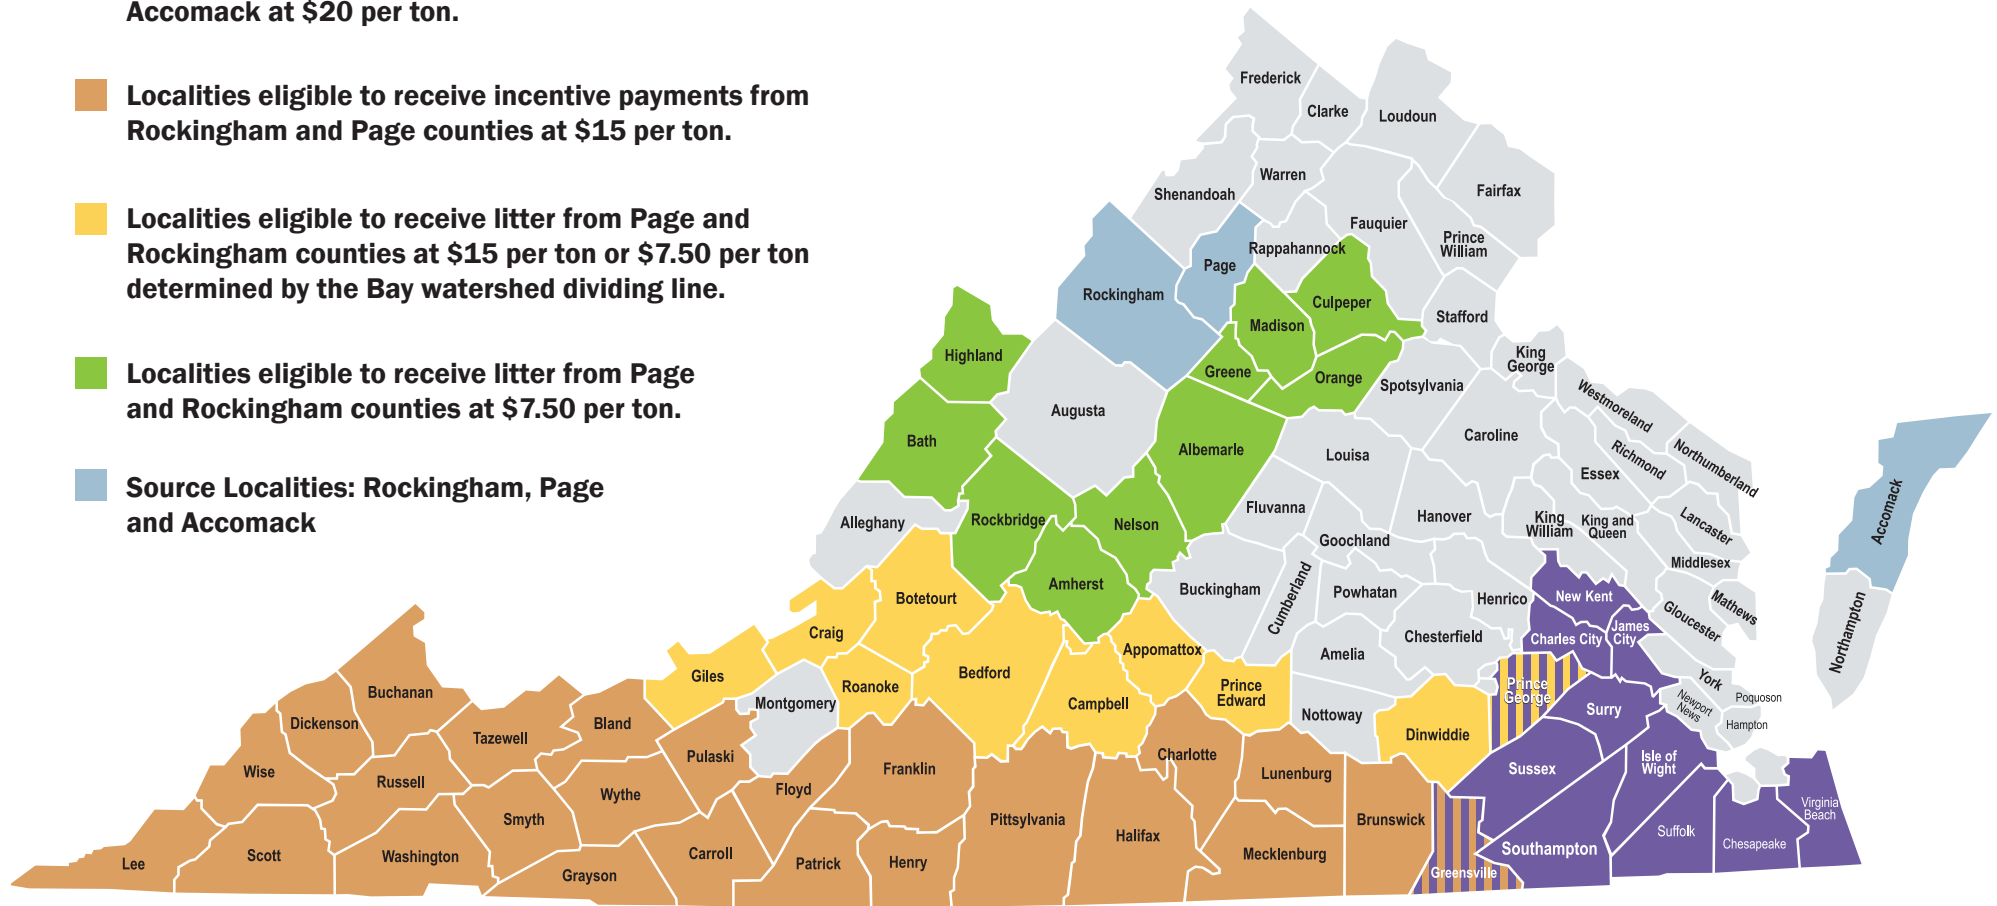 Accomack at $20 per ton.
Localities eligible to receive incentive payments from
Rockingham and Page counties at $15 per ton.
Localities eligible to receive litter from Page and
Rockingham counties at $15 per ton or $7.50 per ton
determined by the Bay watershed dividing line.
Localities eligible to receive litter from Page
and Rockingham counties at $7.50 per ton.
Source Localities: Rockingham, Page
and Accomack
Frederick
Clarke
Loudoun
Warren
Shenandoah
Fairfax
Fauquier
Prince
William
Rappahannock
Page
Rockingham
Culpeper
Madison
Stafford
Highland
Greene
Orange
King
George
Spotsylvania
Westmoreland
Augusta
Bath
Albemarle
Louisa
Caroline
Richmond
Northumberland
Essex
Alleghany
Rockbridge
Nelson
Fluvanna
Goochland
Hanover
King
William
King and
Queen
Lancaster
Accomack
Middlesex
Amherst
Buckingham
Cumberland
Powhatan
Henrico
New Kent
Gloucester
Mathews
Northampton
Botetourt
Craig
Appomattox
Amelia
Chesterfield
Charles City
James
City
Giles
Montgomery
Roanoke
Bedford
Campbell
Prince
Edward
Nottoway
Prince
George
York
Poquoson
Newport
News
Hampton
Surry
Dinwiddie
Buchanan
Dickenson
Tazewell
Bland
Pulaski
Wise
Russell
Wythe
Floyd
Franklin
Charlotte
Lunenburg
Sussex
Isle of
Wight
Smyth
Pittsylvania
Halifax
Brunswick
Virginia
Beach
Suffolk
Chesapeake
Lee
Scott
Washington
Grayson
Carroll
Patrick
Henry
Mecklenburg
Greensville
Southampton